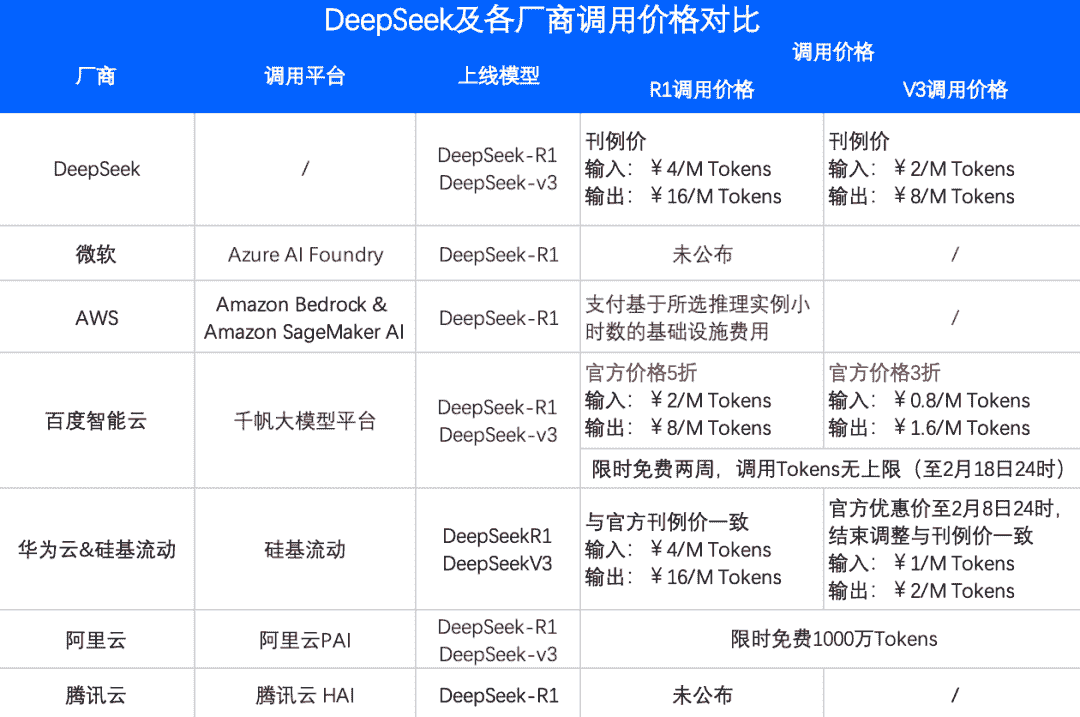 DeepSeek及各厂商调用价格对比
厂商
调用平台
上线模型
调用价格
R1调用价格
V3调用价格
DeepSeek
/
DeepSeek-R1
DeepSeek-v3
刊例价
输入：￥4/M Tokens
输出：￥16/M Tokens
刊例价
输入：￥2/M Tokens
输出：￥8/M Tokens
微软
Azure AI Foundry
DeepSeek-R1
未公布
/
AWS
Amazon Bedrock &
Amazon SageMaker AI
DeepSeek-R1
支付基于所选推理实例小
时数的基础设施费用
/
百度智能云
千帆大模型平台
DeepSeek-R1
DeepSeek-v3
官方价格5折
输入：￥2/M Tokens
输出：￥8/M Tokens
官方价格3折
输入：￥0.8/M Tokens
输出：￥1.6/M Tokens
限时免费两周，调用Tokens无上限（至2月18日24时）
华为云&硅基流动
硅基流动
DeepSeekR1
DeepSeekV3
与官方刊例价一致
输入：￥4/M Tokens
输出：￥16/M Tokens
官方优惠价至2月8日24时，
结束调整与刊例价一致
输入：￥1/M Tokens
输出：￥2/M Tokens
阿里云
阿里云PAI
DeepSeek-R1
DeepSeek-v3
限时免费1000万Tokens
腾讯云
腾讯云 HAI
DeepSeek-R1
未公布
/